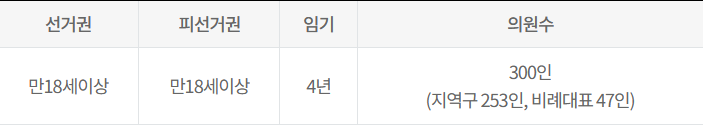 선거권 피선거권 임기 의원수
만18세이상 만18세이상 4년 300인
(지역구 253인, 비례대표 47인)